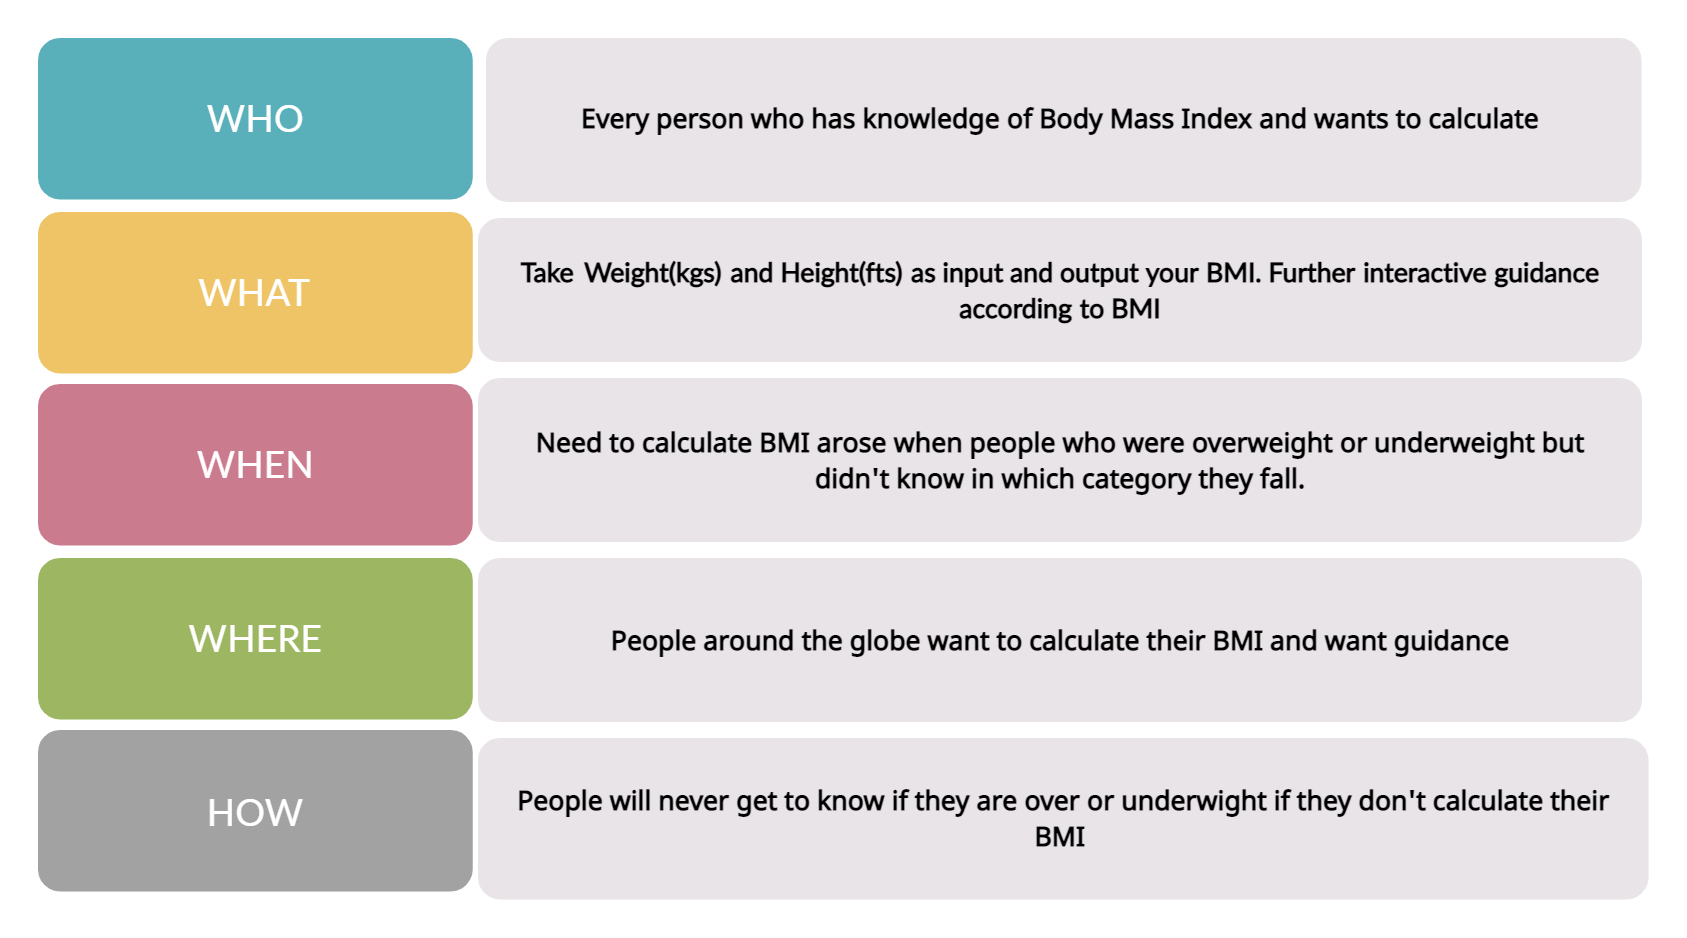 WHO
Every person who has knowledge of Body Mass Index and wants to calculate
WHAT
Take Weight(kgs) and Height(fts) as input and output your BMI. Further interactive guidance
according to BMI
WHEN
Need to calculate BMI arose when people who were overweight or underweight but
didn't know in which category they fall.
WHERE
People around the globe want to calculate their BMI and want guidance
HOW
People will never get to know if they are over or underwight if they don't calculate their
BMI